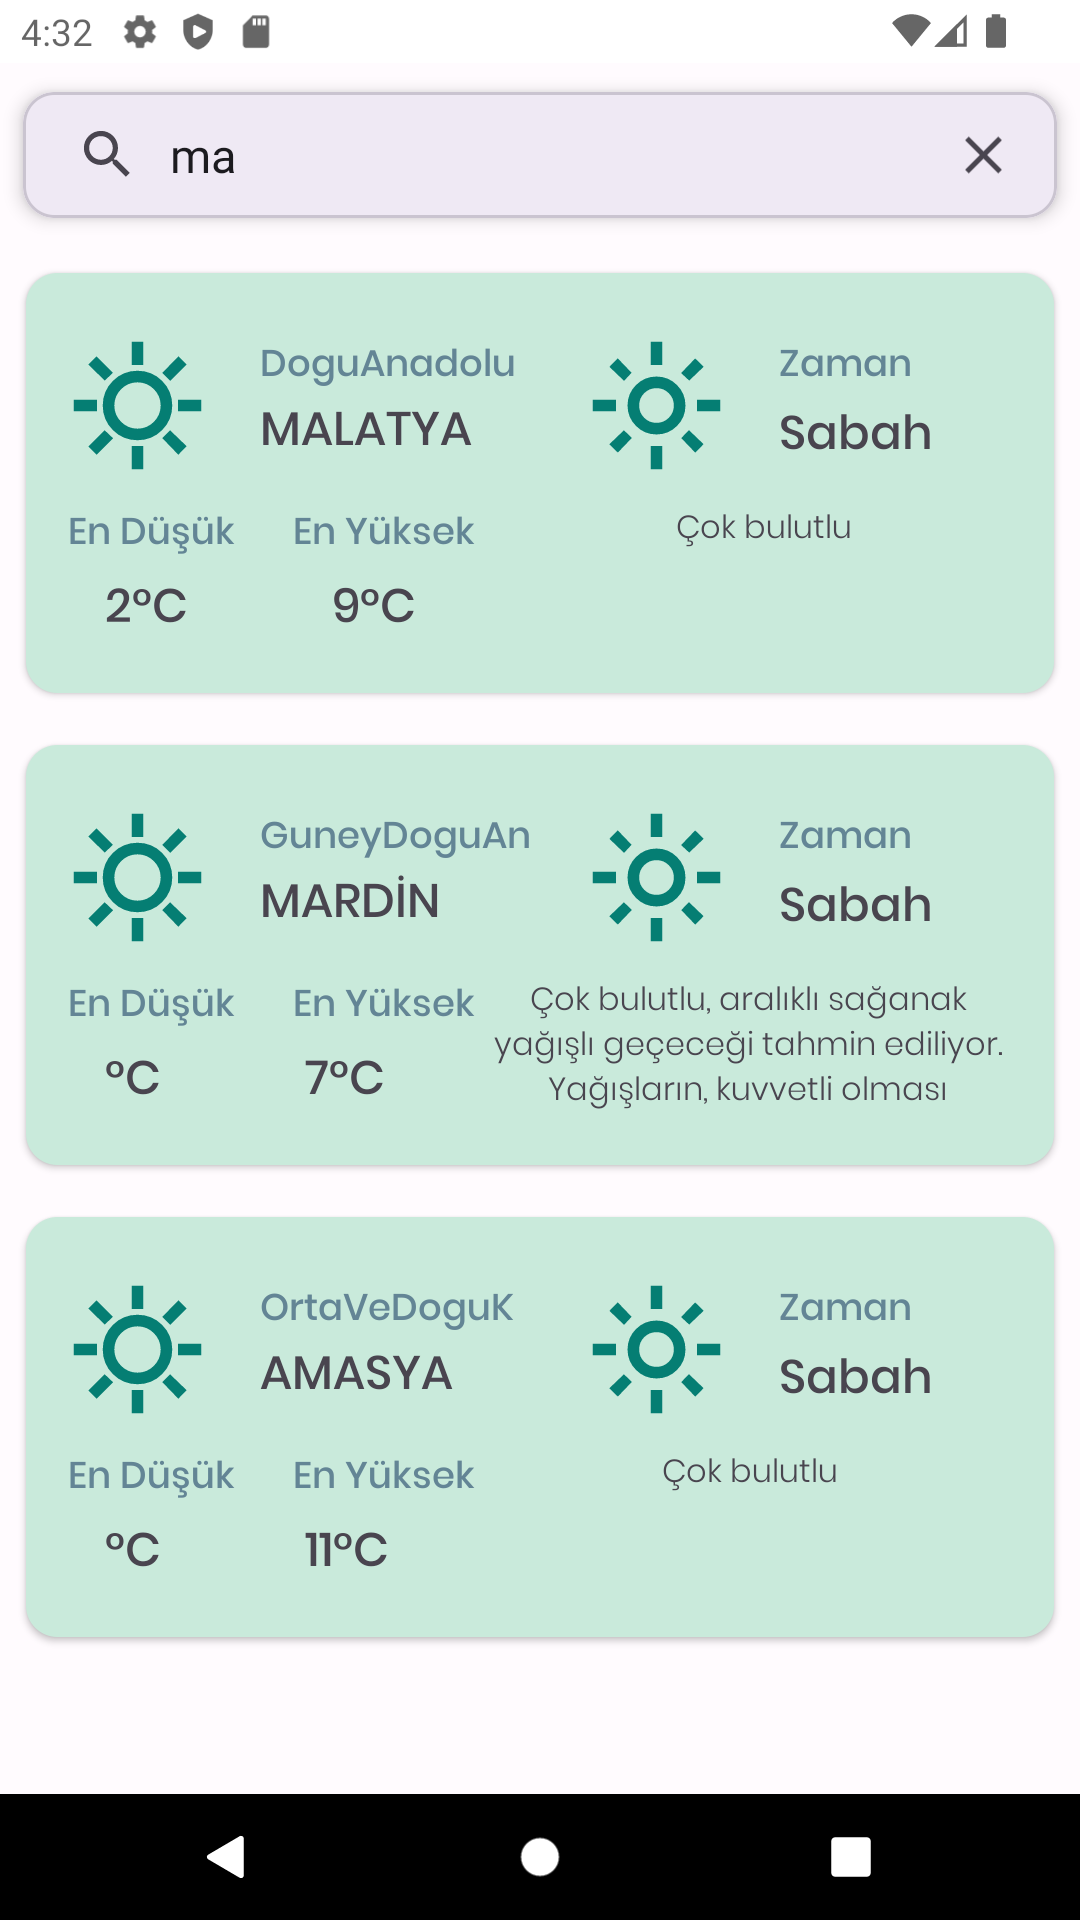 4:32
ma
DoguAnadolu
MALATYA
Zaman
Sabah
En Düşük
En Yüksek
2°C
9°C
Çok bulutlu
GuneyDoguAn
MARDİN
Zaman
Sabah
En Düşük
En Yüksek
°C
7°C
Çok bulutlu, aralıklı sağanak
yağışlı geçeceği tahmin ediliyor.
Yağışların, kuvvetli olması
OrtaVeDoguK
AMASYA
Zaman
Sabah
En Düşük
En Yüksek
°C
11°C
Çok bulutlu